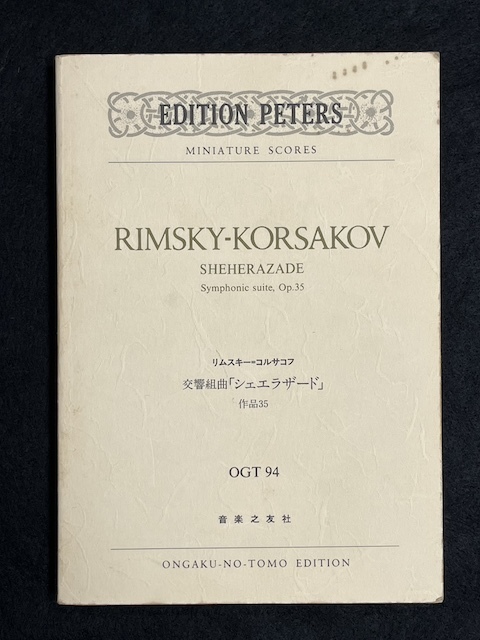 EDITION PETERS
MINIATURE SCORES
RIMSKY-KORSAKOV
SHEHERAZADE
Symphonic suite, Op.35
リムスキー=コルサコフ
交響組曲「シェエラザード」
作品35
OGT 94
音楽之友社
ONGAKU-NO-TOMO EDITION